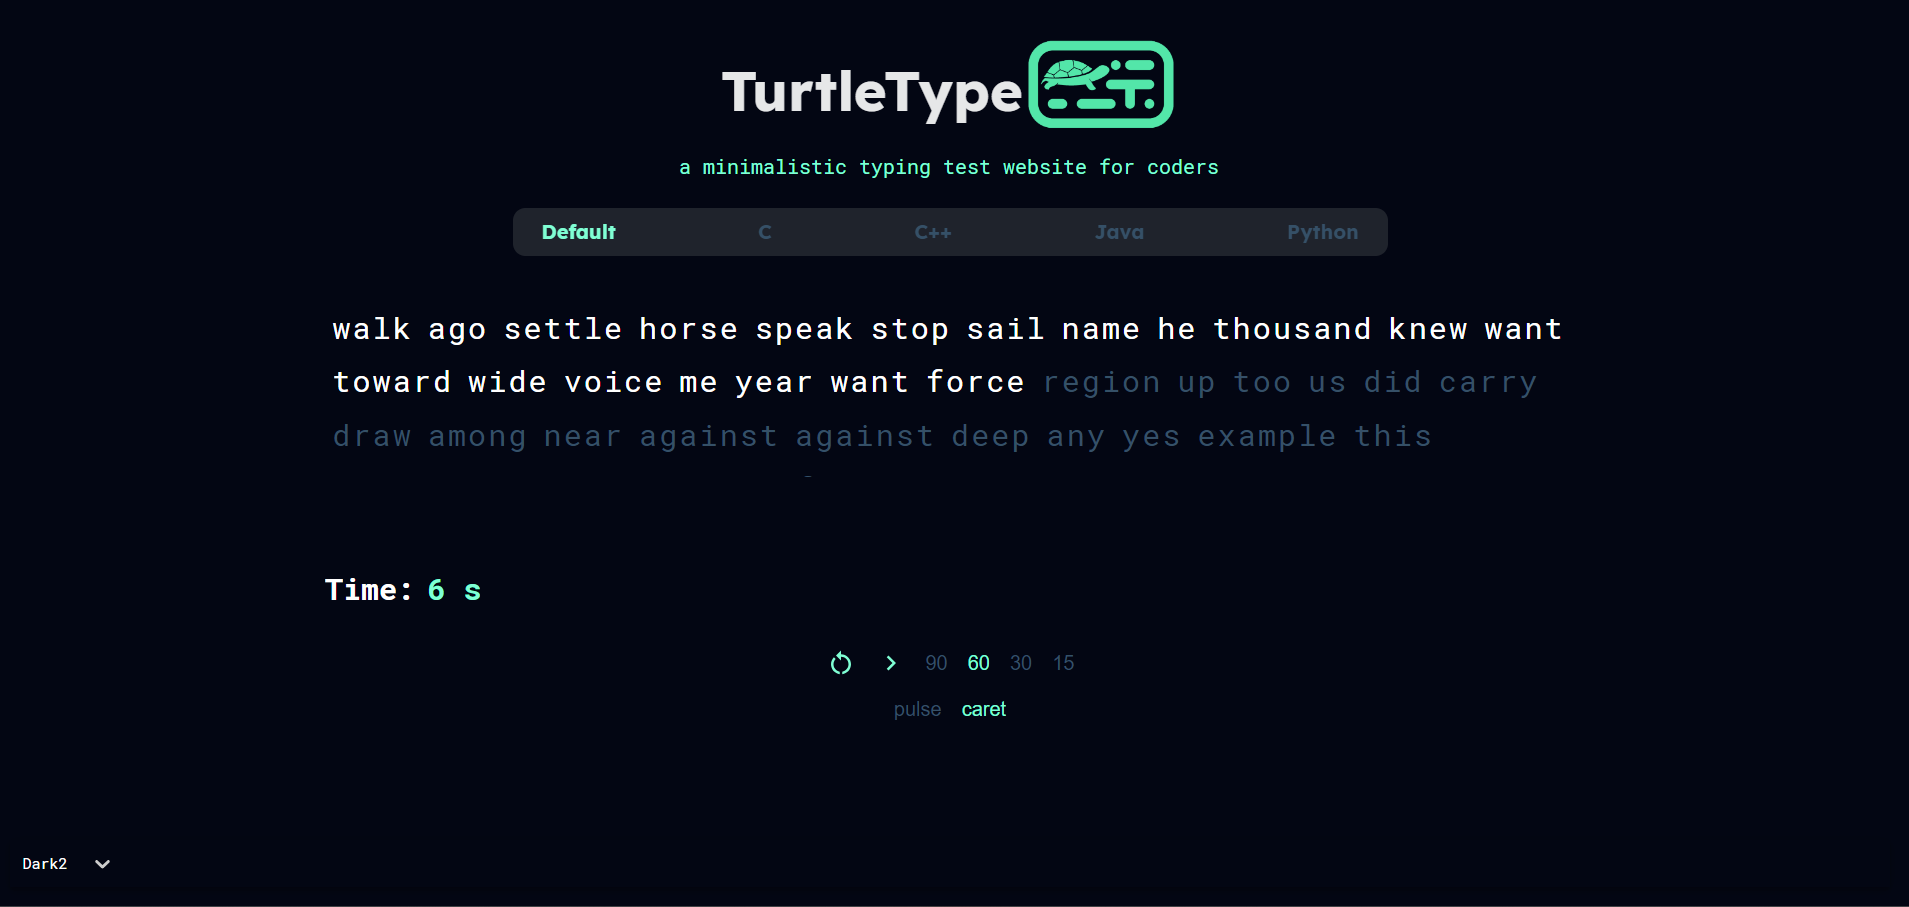 TurtleType
a minimalistic typing test website for coders
Default C C++ Java Python
walk ago settle horse speak stop sail name he thousand knew want
toward wide voice me year want force region up too us did carry
draw among near against against deep any yes example this
Time: 6 s
90 60 30 15
pulse caret
Dark2